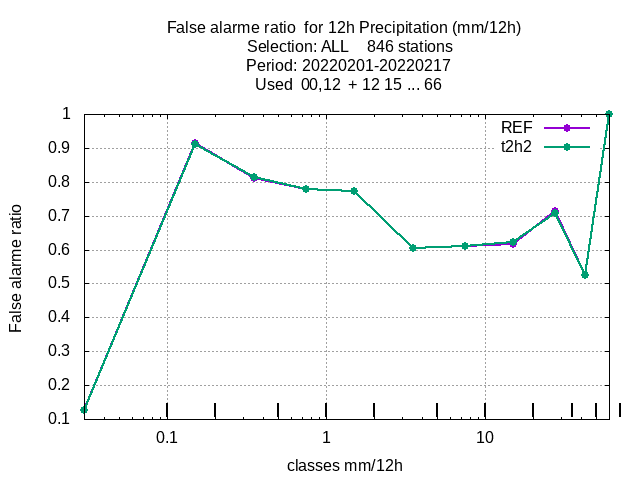 False alarme ratio  for 12h Precipitation (mm/12h)
Selection: ALL    846 stations
Period: 20220201-20220217
Used  00,12  + 12 15 ... 66
REF
t2h2
1
0.9
0.8
0.7
0.6
0.5
0.4
0.3
0.2
0.1
False alarme ratio
0.1 1 10
classes mm/12h